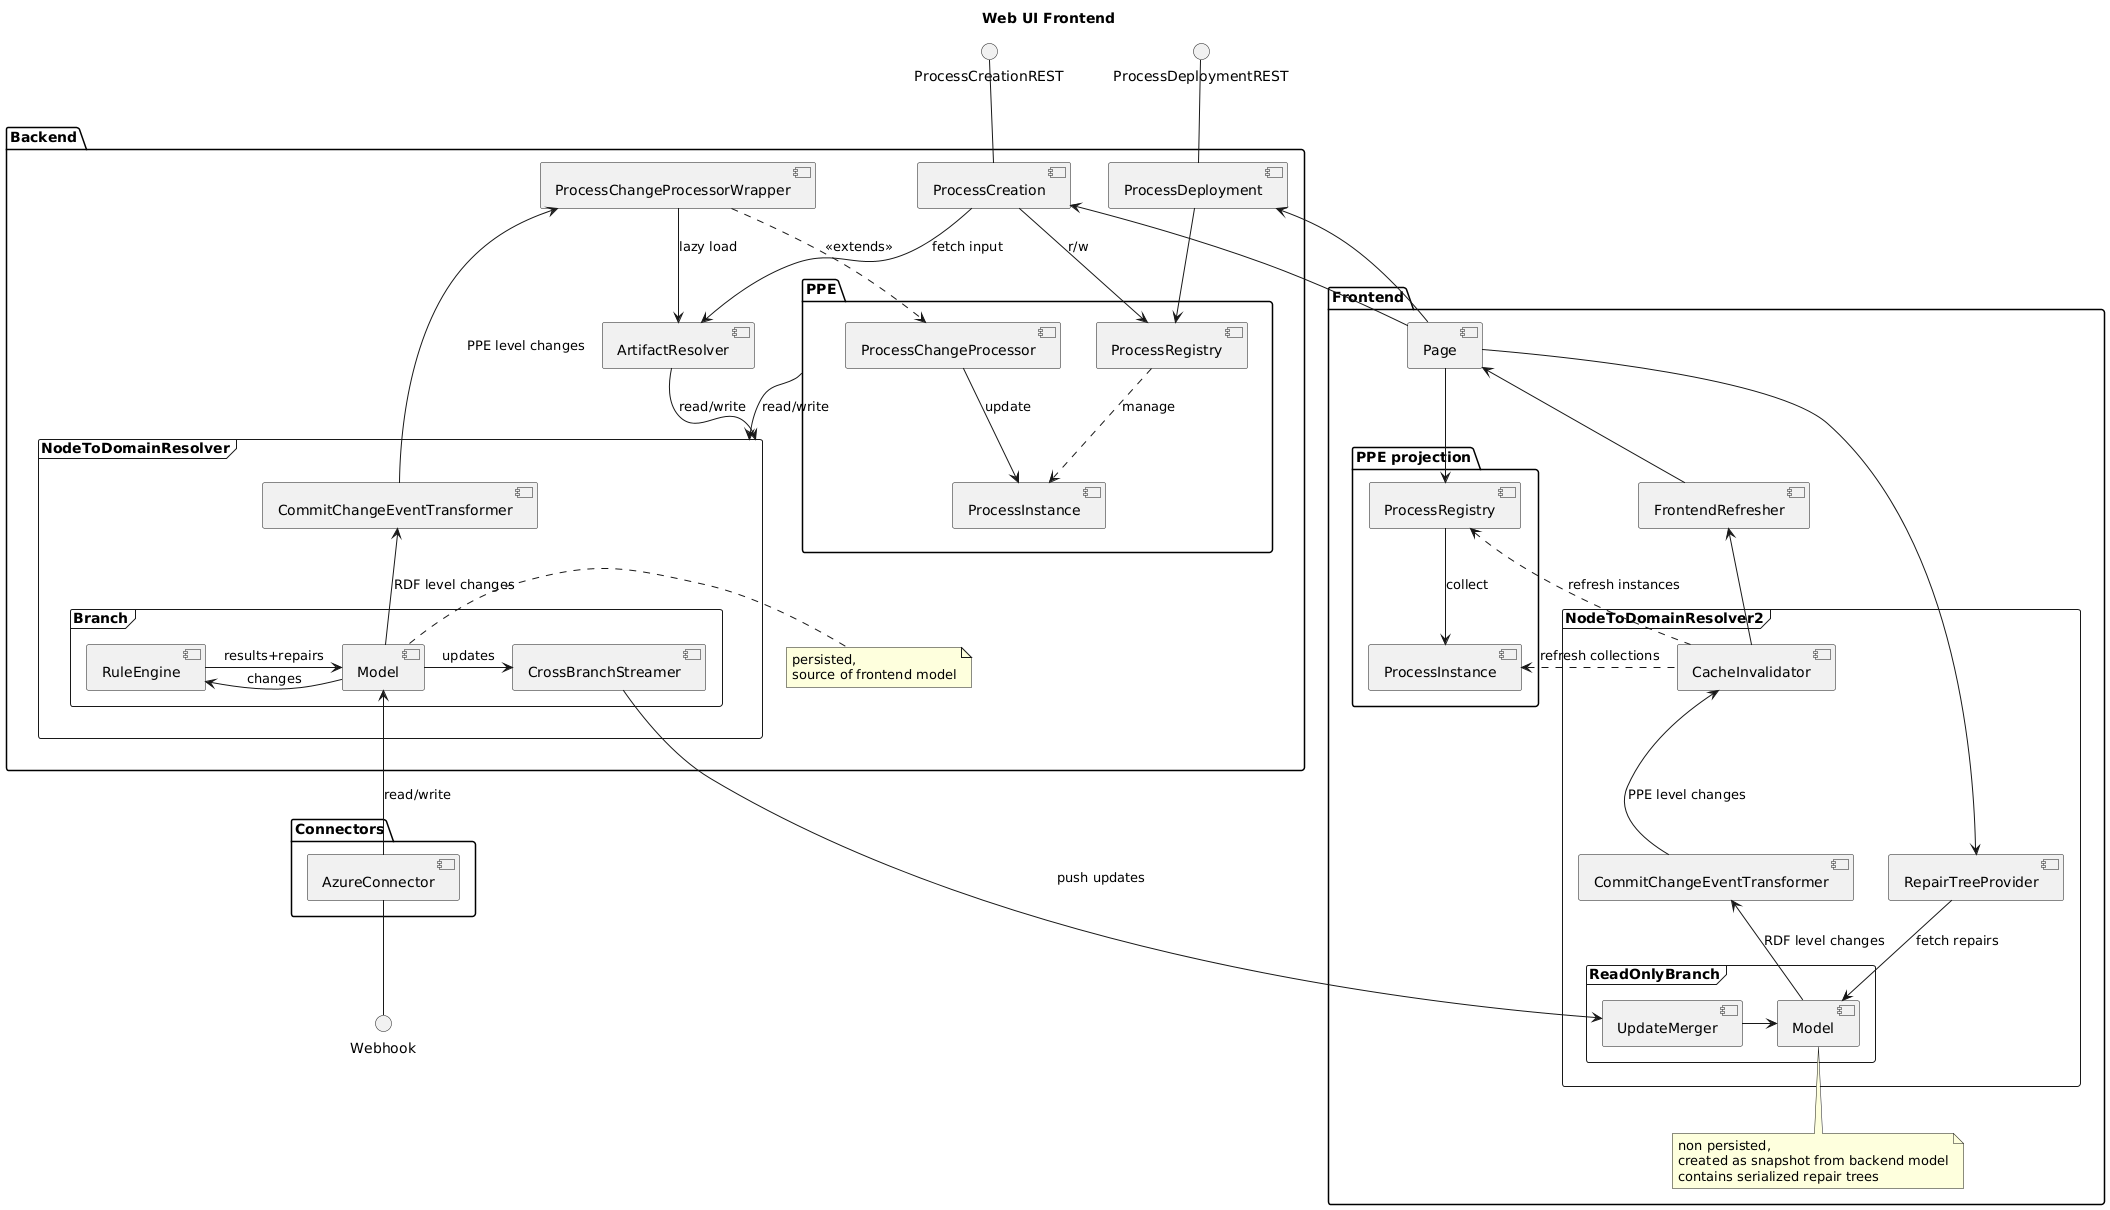 Web UI Frontend
ProcessCreationREST
ProcessDeploymentREST
Backend
ProcessChangeProcessorWrapper
ProcessCreation
ProcessDeployment
lazy load
«extends»
fetch input
r/w
PPE
Frontend
PPE level changes
ArtifactResolver
ProcessChangeProcessor
ProcessRegistry
Page
read/write
read/write
update
manage
NodeToDomainResolver
PPE projection
CommitChangeEventTransformer
ProcessInstance
ProcessRegistry
FrontendRefresher
RDF level changes
collect
refresh instances
Branch
NodeToDomainResolver2
RuleEngine
results+repairs
changes
Model
updates
CrossBranchStreamer
persisted,
source of frontend model
ProcessInstance
refresh collections
CacheInvalidator
read/write
PPE level changes
Connectors
AzureConnector
push updates
CommitChangeEventTransformer
RepairTreeProvider
RDF level changes
fetch repairs
ReadOnlyBranch
UpdateMerger
Model
Webhook
non persisted,
created as snapshot from backend model
contains serialized repair trees